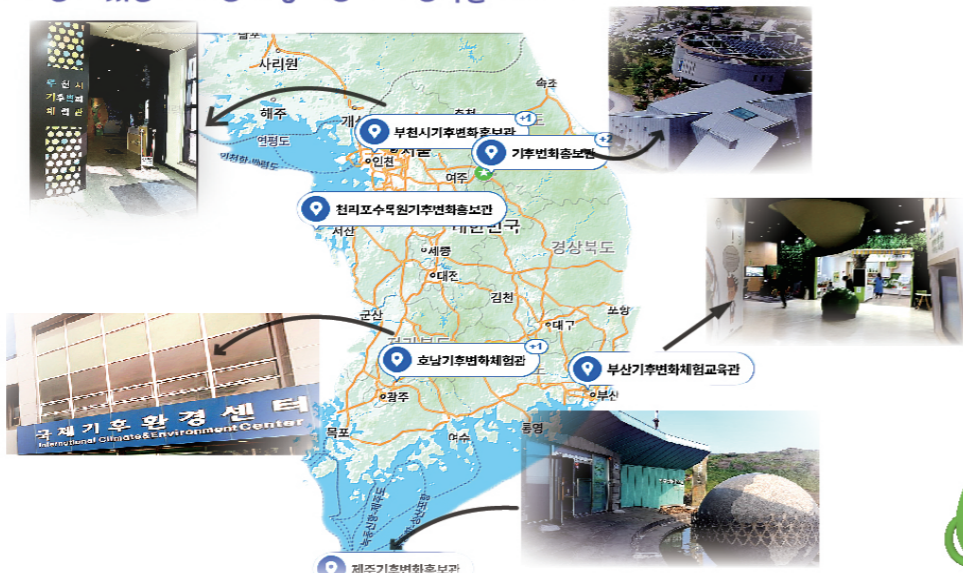 사리원
속초
해주
연평도
+1
부천시기후변화홍보관
+2
기후변화홍보관
서울
인천
여주
천리포수목원기후변화홍보관
서산
대한민국
세종
경상북도
대전
김천
군산
포항
대구
+1
호남기후변화체험관
부산기후변화체험교육관
광주
부산
국제기후환경센터
International Climate&Environment Center
목포
여수
통영
제주기후변화홍보관